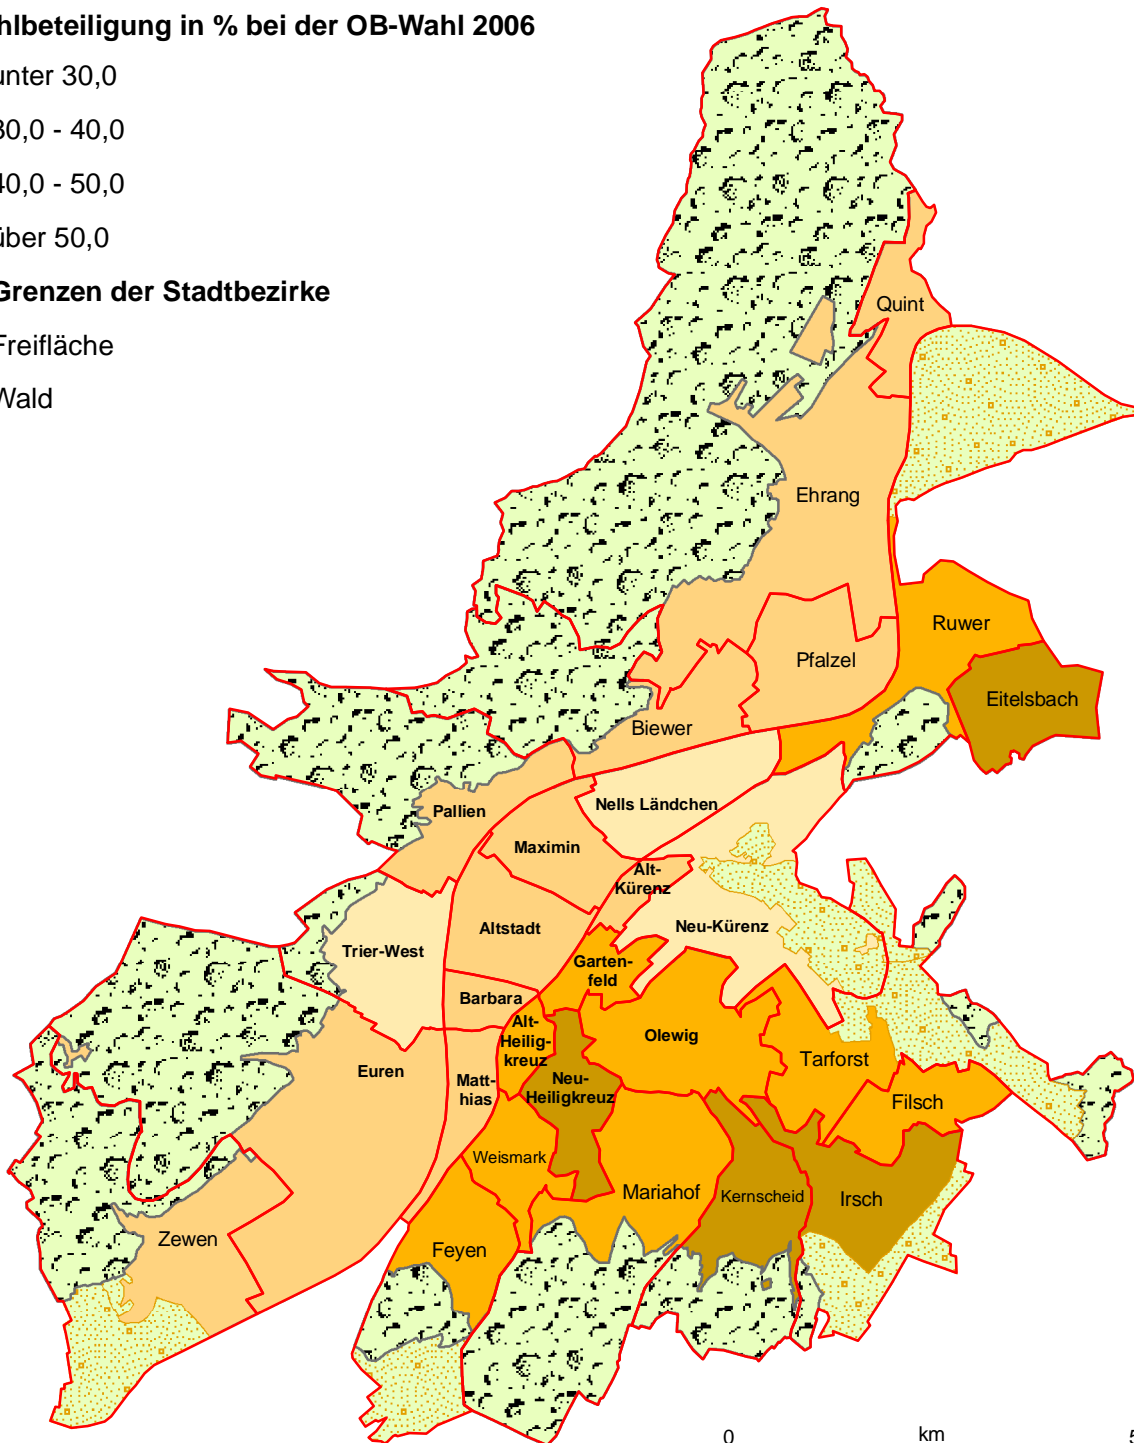 hlbeteiligung in % bei der OB-Wahl 2006
unter 30,0
30,0 - 40,0
40,0 - 50,0
über 50,0
Grenzen der Stadtbezirke
Freifläche
Wald
Quint
Ehrang
Ruwer
Pfalzel
Eitelsbach
Biewer
Nells Ländchen
Pallien
Maximin
Alt-
Kürenz
Altstadt
Neu-Kürenz
Trier-West
Garten-
feld
Barbara
Alt-
Heilig-
kreuz
Olewig
Tarforst
Euren
Matt-
hias
Neu-
Heiligkreuz
Filsch
Weismark
Mariahof
Kernscheid
Irsch
Zewen
Feyen
0 km 5